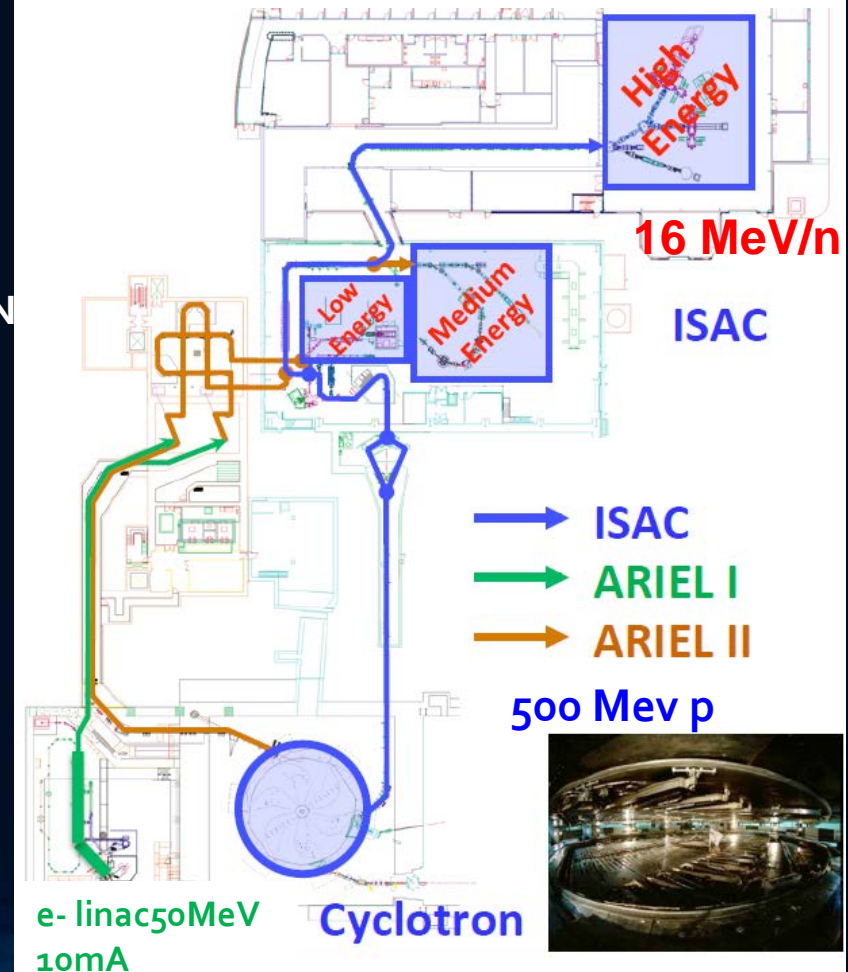 High
Energy
16 MeV/n
N
Low
Energy
Medium
Energy
ISAC
ISAC
ARIEL I
ARIEL II
500 Mev p
e- linac50MeV
10mA
Cyclotron